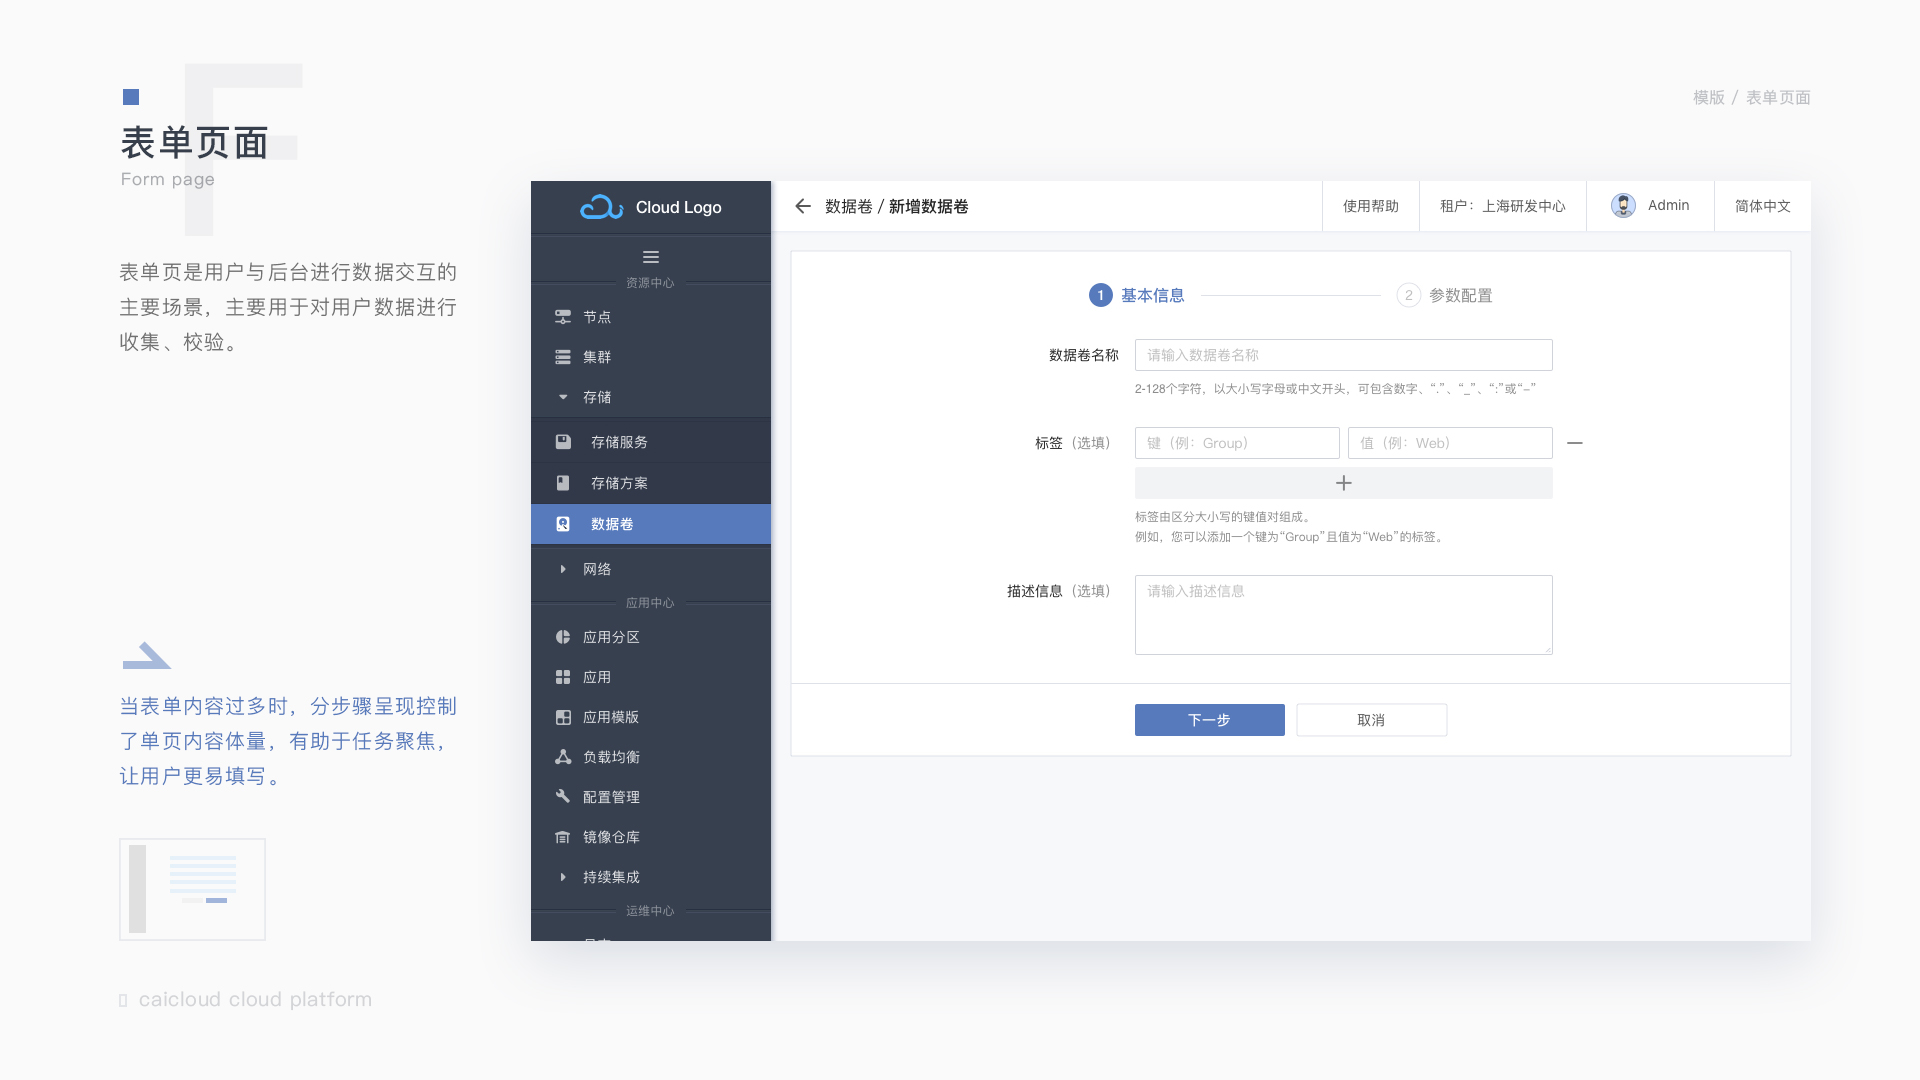 F
表单页面
Form page
模版 / 表单页面
表单页是用户与后台进行数据交互的
主要场景，主要用于对用户数据进行
收集、校验。
当表单内容过多时，分步骤呈现控制
了单页内容体量，有助于任务聚焦，
让用户更易填写。
caicloud cloud platform
Cloud Logo
资源中心
节点
集群
存储
存储服务
存储方案
数据卷
网络
应用中心
应用分区
应用
应用模版
负载均衡
配置管理
镜像仓库
持续集成
运维中心
数据卷 / 新增数据卷
使用帮助
租户：上海研发中心
Admin
简体中文
1 基本信息
2 参数配置
数据卷名称
请输入数据卷名称
2-128个字符，以大小写字母或中文开头，可包含数字、“.”、“_”、“:”或“-”
标签（选填）
键（例：Group）
值（例：Web）
标签由区分大小写的键值对组成。
例如，您可以添加一个键为“Group”且值为“Web”的标签。
描述信息（选填）
请输入描述信息
下一步
取消